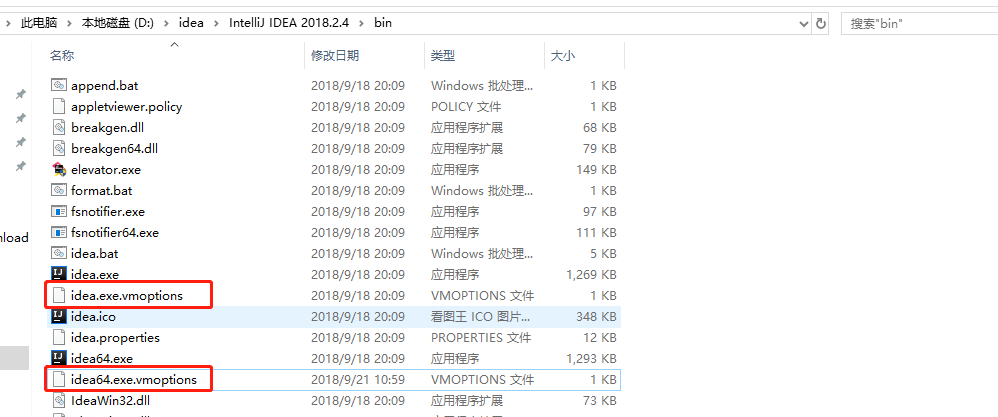 此电脑 › 本地磁盘 (D:) › idea › IntelliJ IDEA 2018.2.4 › bin
搜索"bin"
名称 修改日期 类型 大小
append.bat 2018/9/18 20:09 Windows 批处理... 1 KB
appletviewer.policy 2018/9/18 20:09 POLICY 文件 1 KB
breakgen.dll 2018/9/18 20:09 应用程序扩展 68 KB
breakgen64.dll 2018/9/18 20:09 应用程序扩展 79 KB
elevator.exe 2018/9/18 20:09 应用程序 149 KB
format.bat 2018/9/18 20:09 Windows 批处理... 1 KB
fsnotifier.exe 2018/9/18 20:09 应用程序 97 KB
fsnotifier64.exe 2018/9/18 20:09 应用程序 111 KB
nload
idea.bat 2018/9/18 20:09 Windows 批处理... 5 KB
idea.exe 2018/9/18 20:09 应用程序 1,269 KB
idea.exe.vmoptions 2018/9/18 20:09 VMOPTIONS 文件 1 KB
idea.ico 2018/9/18 20:09 看图王 ICO 图片... 348 KB
idea.properties 2018/9/18 20:09 PROPERTIES 文件 12 KB
idea64.exe 2018/9/18 20:09 应用程序 1,293 KB
idea64.exe.vmoptions 2018/9/21 10:59 VMOPTIONS 文件 1 KB
IdeaWin32.dll 2018/9/18 20:09 应用程序扩展 73 KB